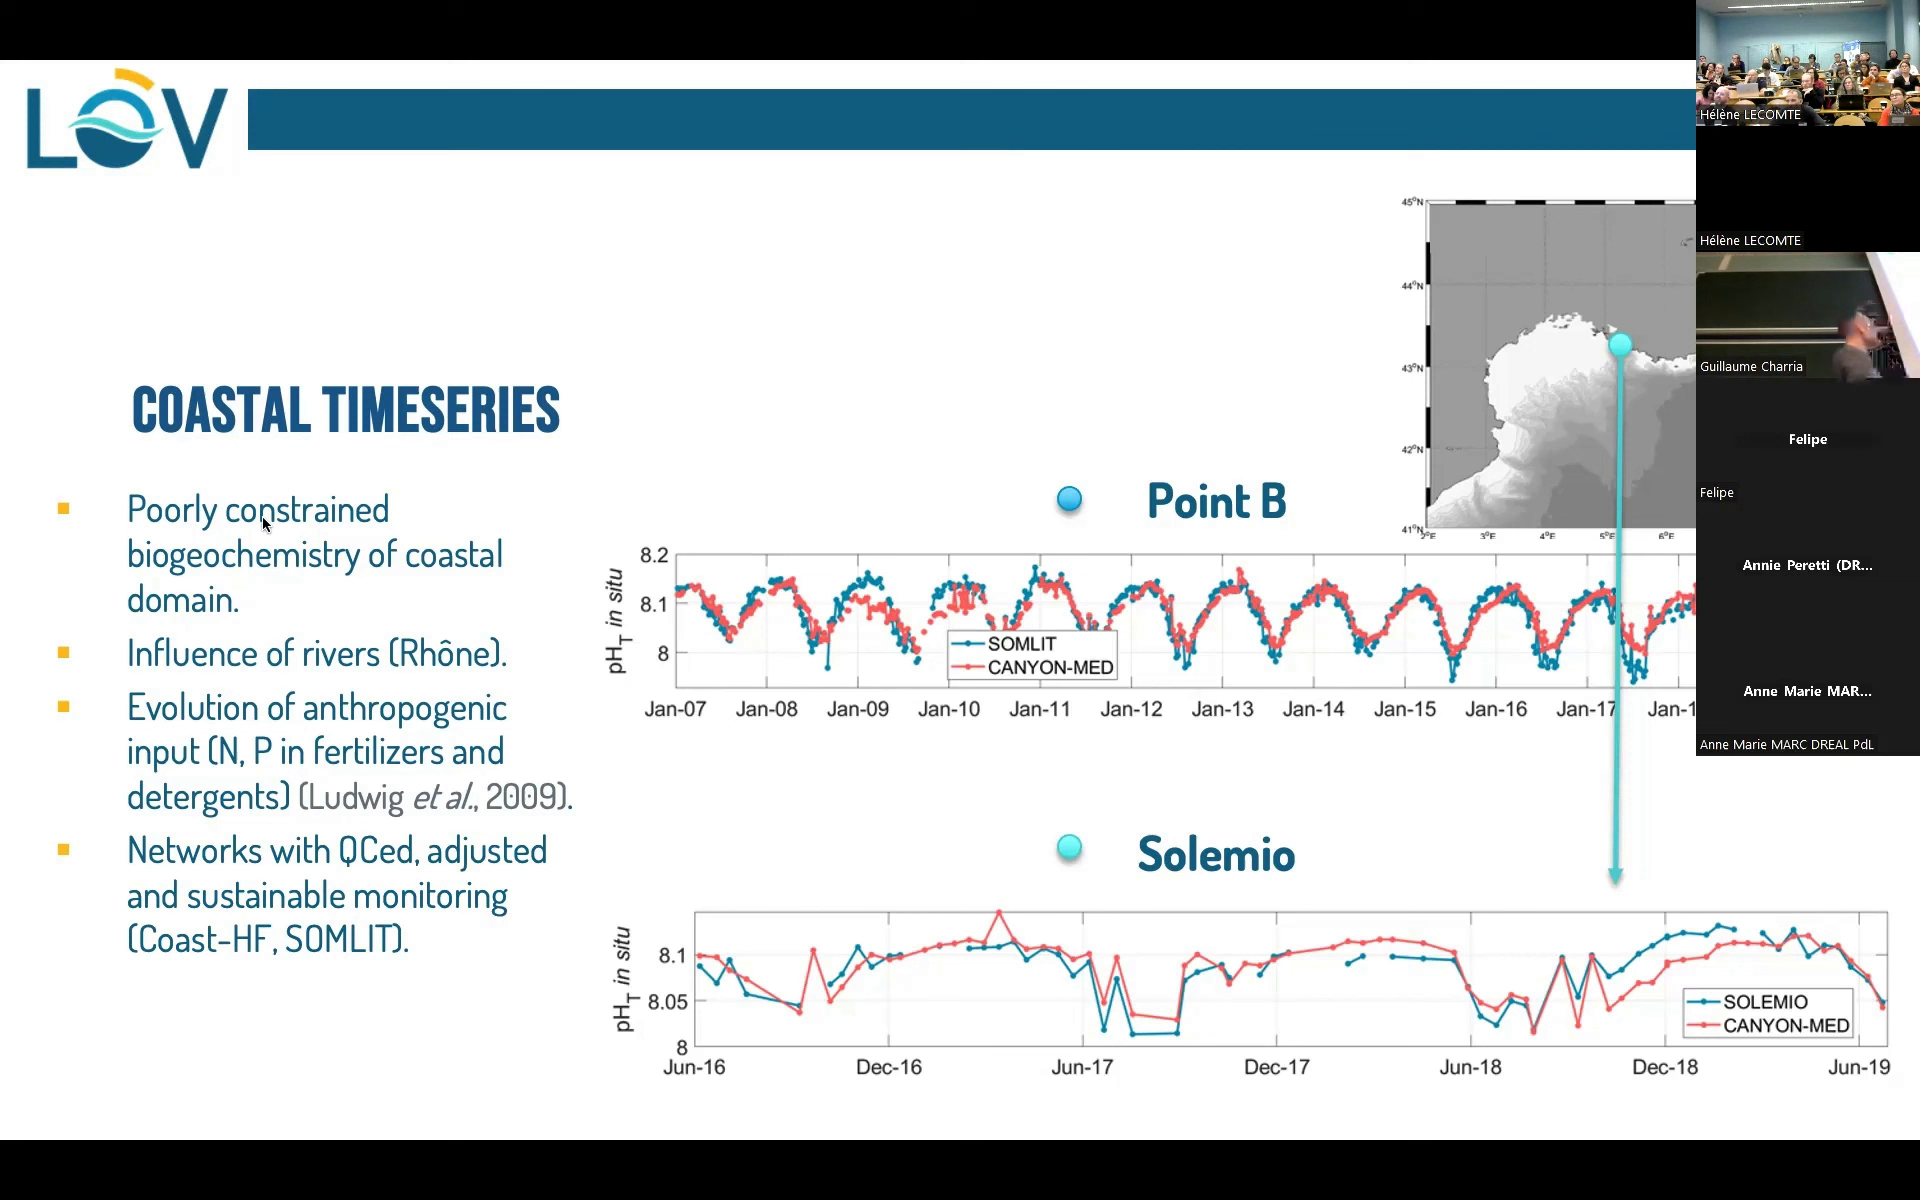 LOV
COASTAL TIMESERIES
Poorly constrained
biogeochemistry of coastal
domain.
Influence of rivers (Rhône).
Evolution of anthropogenic
input (N, P in fertilizers and
detergents) (Ludwig et al., 2009).
Networks with QCed, adjusted
and sustainable monitoring
(Coast-HF, SOMLIT).
45°N
44°N
43°N
42°N
41°N
2°E 3°E 4°E 5°E 6°E
Point B
pH_T in situ
8.2
8.1
8
SOMLIT
CANYON-MED
Jan-07 Jan-08 Jan-09 Jan-10 Jan-11 Jan-12 Jan-13 Jan-14 Jan-15 Jan-16 Jan-17 Jan-1
Solemio
pH_T in situ
8.1
8.05
8
SOLEMIO
CANYON-MED
Jun-16 Dec-16 Jun-17 Dec-17 Jun-18 Dec-18 Jun-19
Hélène LECOMTE
Hélène LECOMTE
Guillaume Charria
Felipe
Felipe
Annie Peretti (DR...
Anne Marie MAR...
Anne Marie MARC DREAL PdL